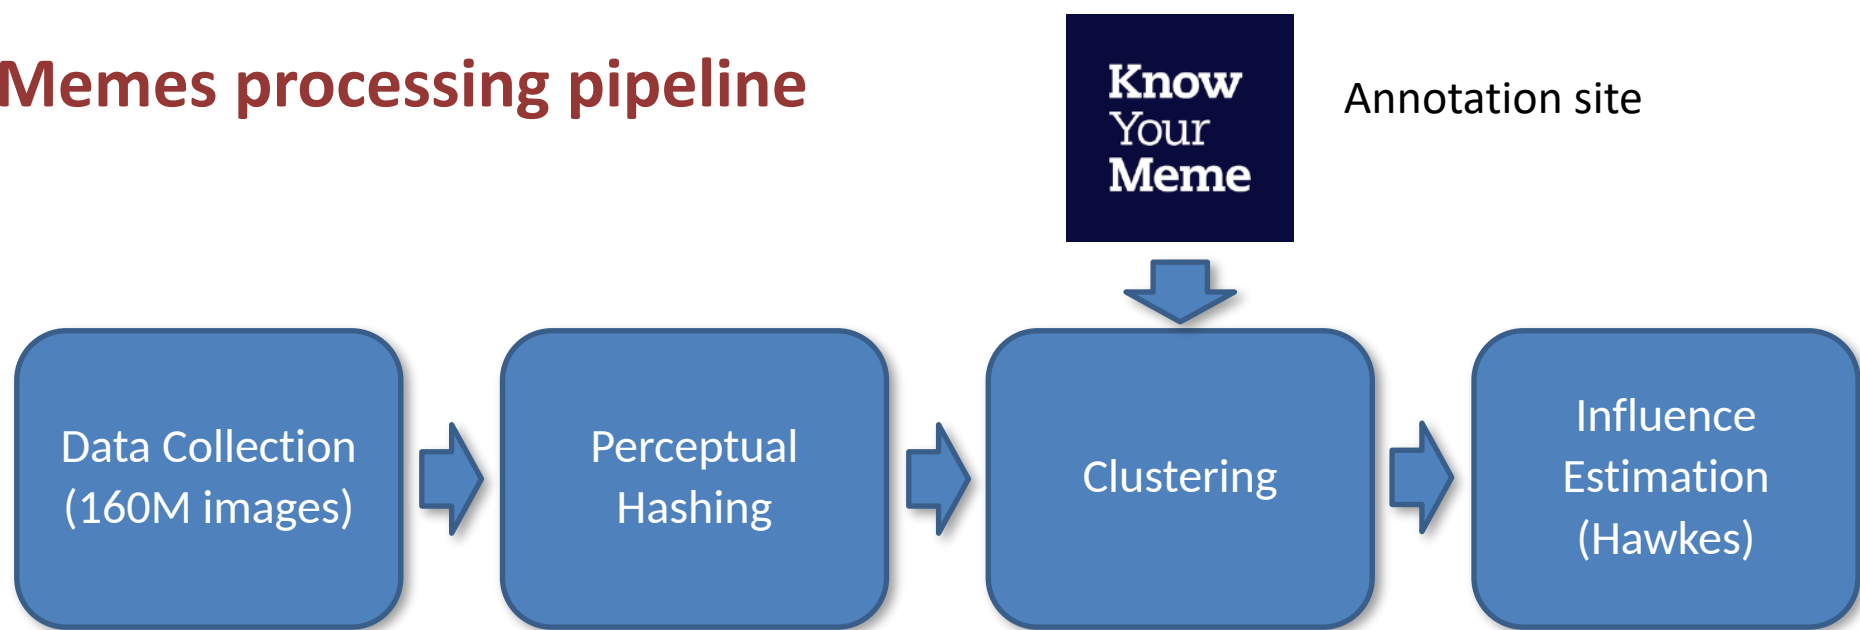 Memes processing pipeline
Know
Your
Meme
Annotation site
Data Collection
(160M images)
Perceptual
Hashing
Clustering
Influence
Estimation
(Hawkes)